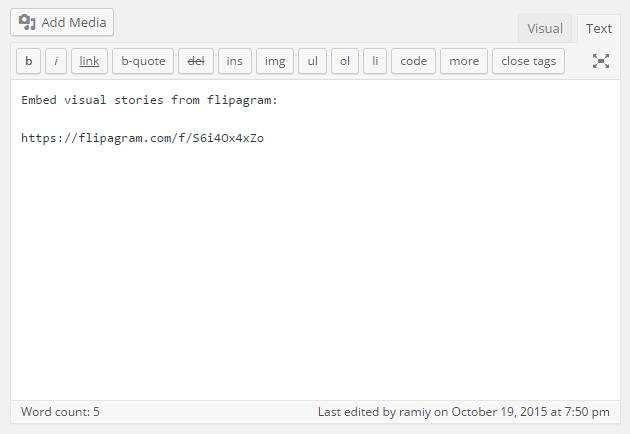 Add Media
Visual Text
b i link b-quote del ins img ul ol li code more close tags
Embed visual stories from flipagram:
https://flipagram.com/f/S6i4Ox4xZo
Word count: 5 Last edited by ramiy on October 19, 2015 at 7:50 pm